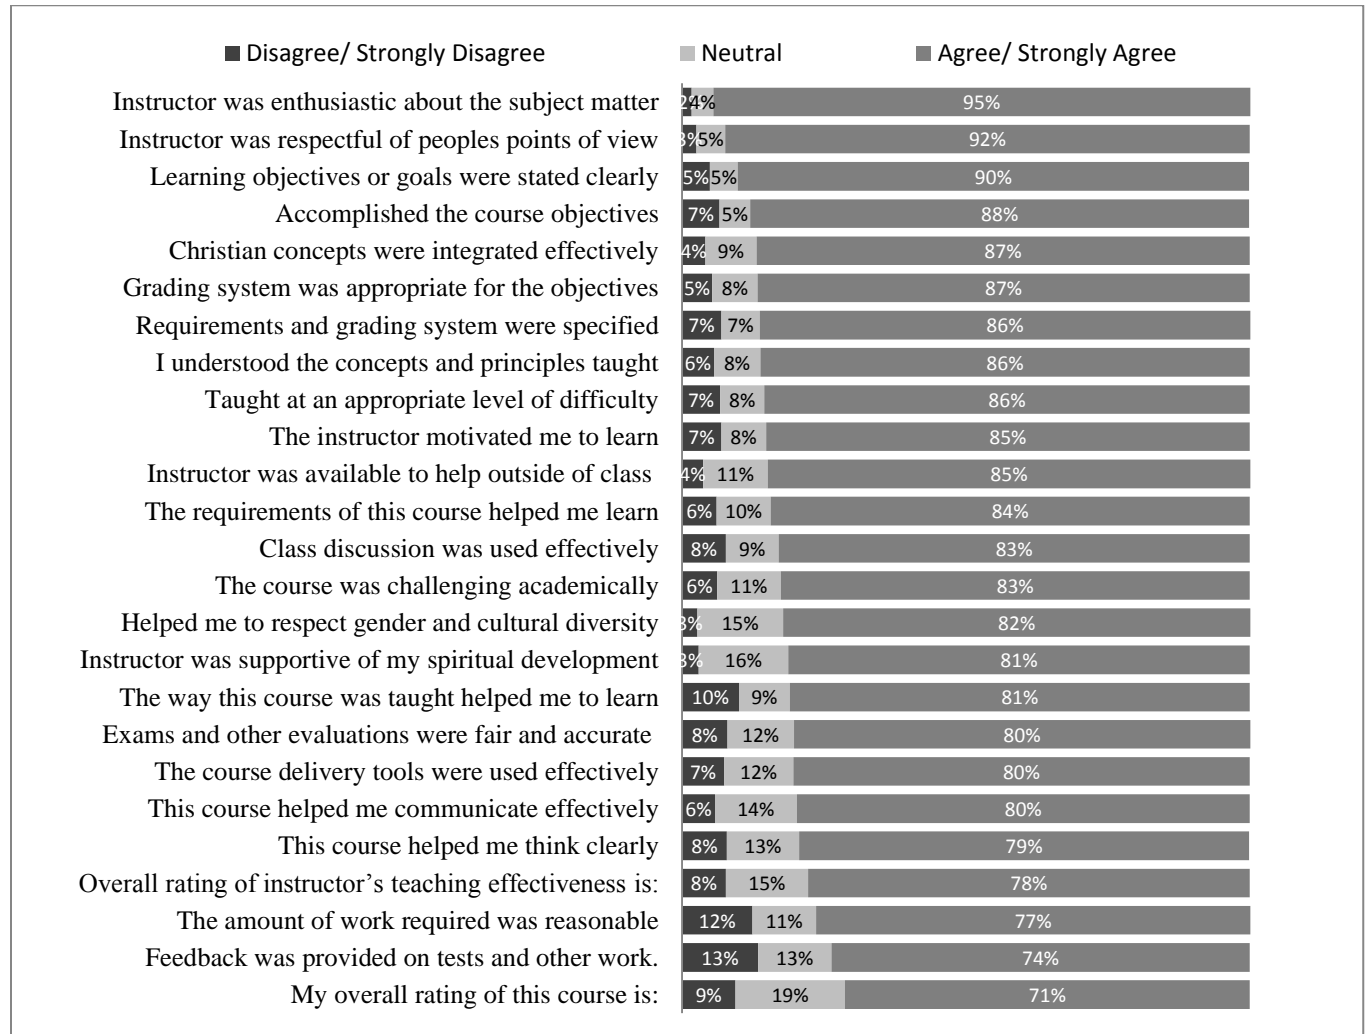 Disagree/ Strongly Disagree Neutral Agree/ Strongly Agree
Instructor was enthusiastic about the subject matter 2% 4% 95%
Instructor was respectful of peoples points of view 3% 5% 92%
Learning objectives or goals were stated clearly 5% 5% 90%
Accomplished the course objectives 7% 5% 88%
Christian concepts were integrated effectively 4% 9% 87%
Grading system was appropriate for the objectives 5% 8% 87%
Requirements and grading system were specified 7% 7% 86%
I understood the concepts and principles taught 6% 8% 86%
Taught at an appropriate level of difficulty 7% 8% 86%
The instructor motivated me to learn 7% 8% 85%
Instructor was available to help outside of class 4% 11% 85%
The requirements of this course helped me learn 6% 10% 84%
Class discussion was used effectively 8% 9% 83%
The course was challenging academically 6% 11% 83%
Helped me to respect gender and cultural diversity 3% 15% 82%
Instructor was supportive of my spiritual development 3% 16% 81%
The way this course was taught helped me to learn 10% 9% 81%
Exams and other evaluations were fair and accurate 8% 12% 80%
The course delivery tools were used effectively 7% 12% 80%
This course helped me communicate effectively 6% 14% 80%
This course helped me think clearly 8% 13% 79%
Overall rating of instructor’s teaching effectiveness is: 8% 15% 78%
The amount of work required was reasonable 12% 11% 77%
Feedback was provided on tests and other work. 13% 13% 74%
My overall rating of this course is: 9% 19% 71%